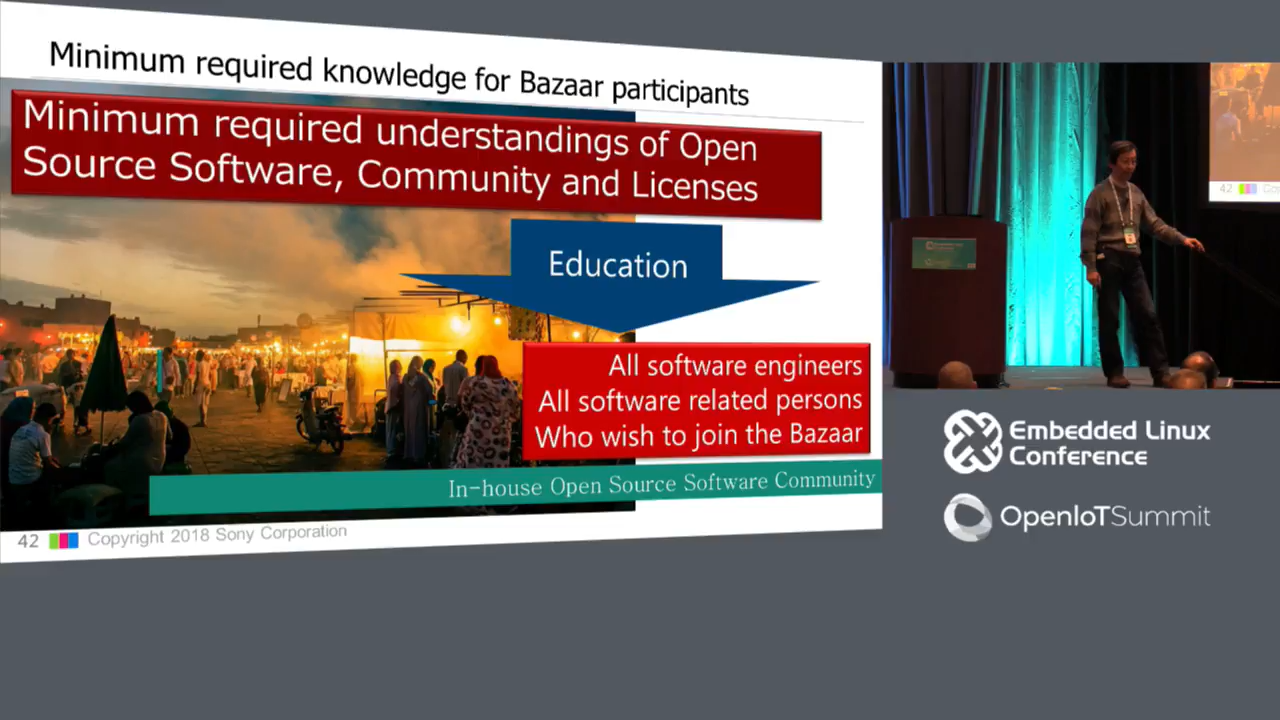 Minimum required knowledge for Bazaar participants
Minimum required understandings of Open
Source Software, Community and Licenses
Education
All software engineers
All software related persons
Who wish to join the Bazaar
In-house Open Source Software Community
42
Copyright 2018 Sony Corporation
42
Embedded Linux
Conference
OpenIoTSummit